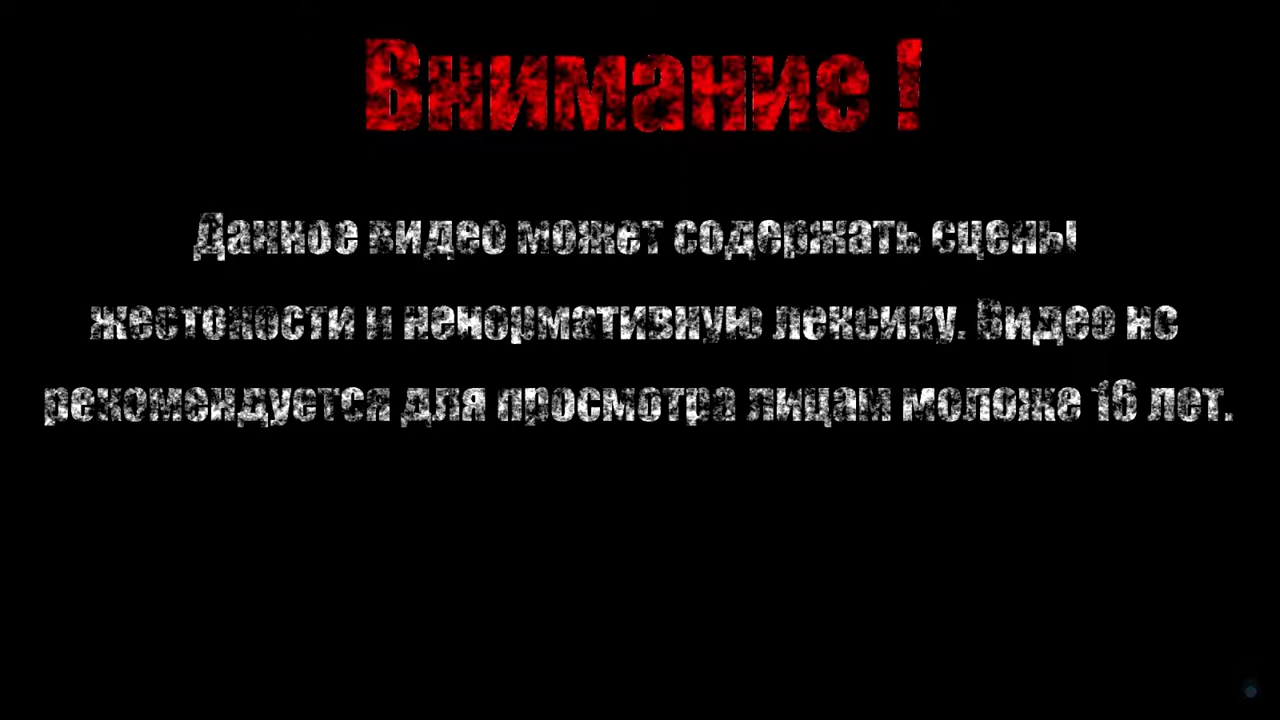 Внимание !
Данное видео может содержать сцены
жестокости и ненормативную лексику. Видео не
рекомендуется для просмотра лицам моложе 16 лет.